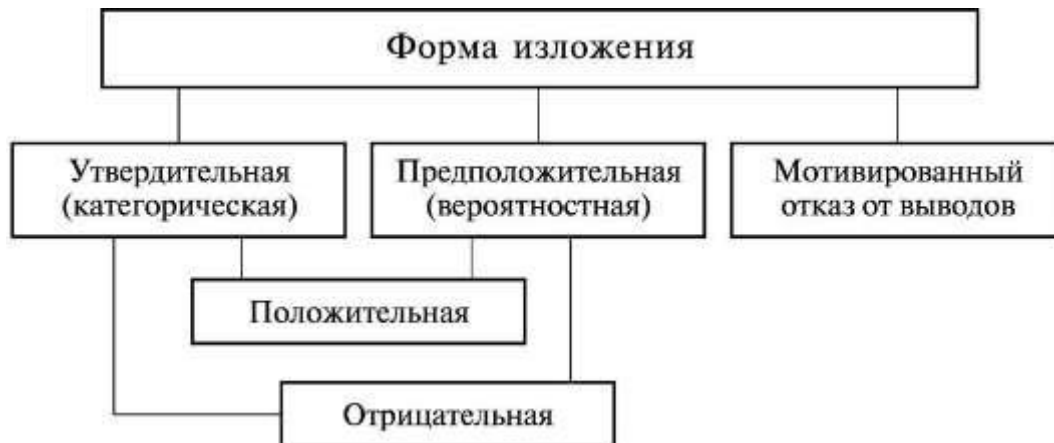 Форма изложения
Утвердительная
(категорическая)
Предположительная
(вероятностная)
Мотивированный
отказ от выводов
Положительная
Отрицательная